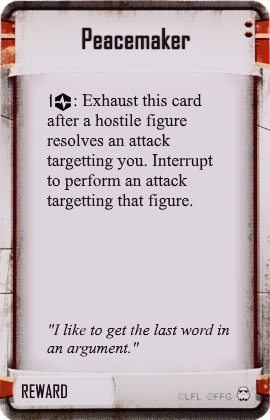 Peacemaker
1: Exhaust this card
after a hostile figure
resolves an attack
targetting you. Interrupt
to perform an attack
targetting that figure.
"I like to get the last word in
an argument."
REWARD
©LFL ©FFG